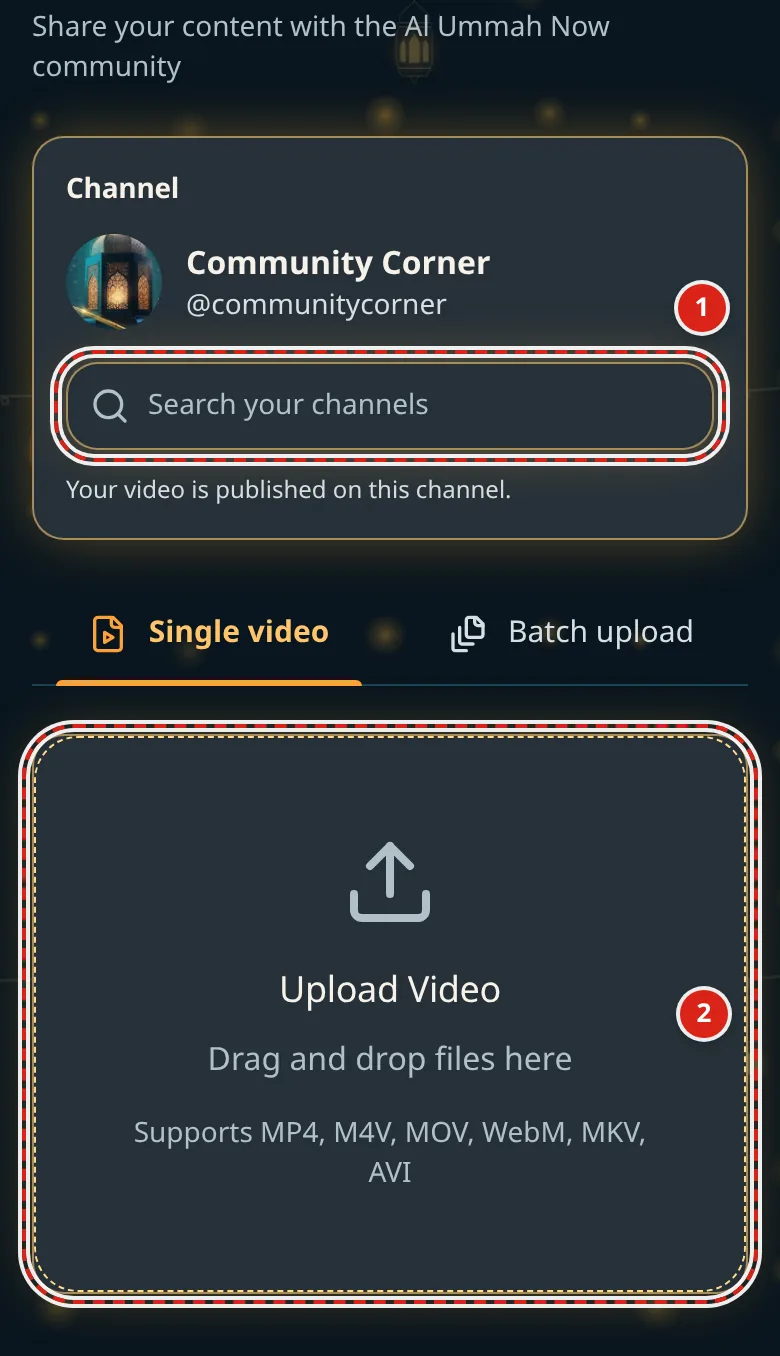 Share your content with the Al Ummah Now
community
Channel
Community Corner
@communitycorner
1
Search your channels
Your video is published on this channel.
Single video
Batch upload
Upload Video
2
Drag and drop files here
Supports MP4, M4V, MOV, WebM, MKV,
AVI